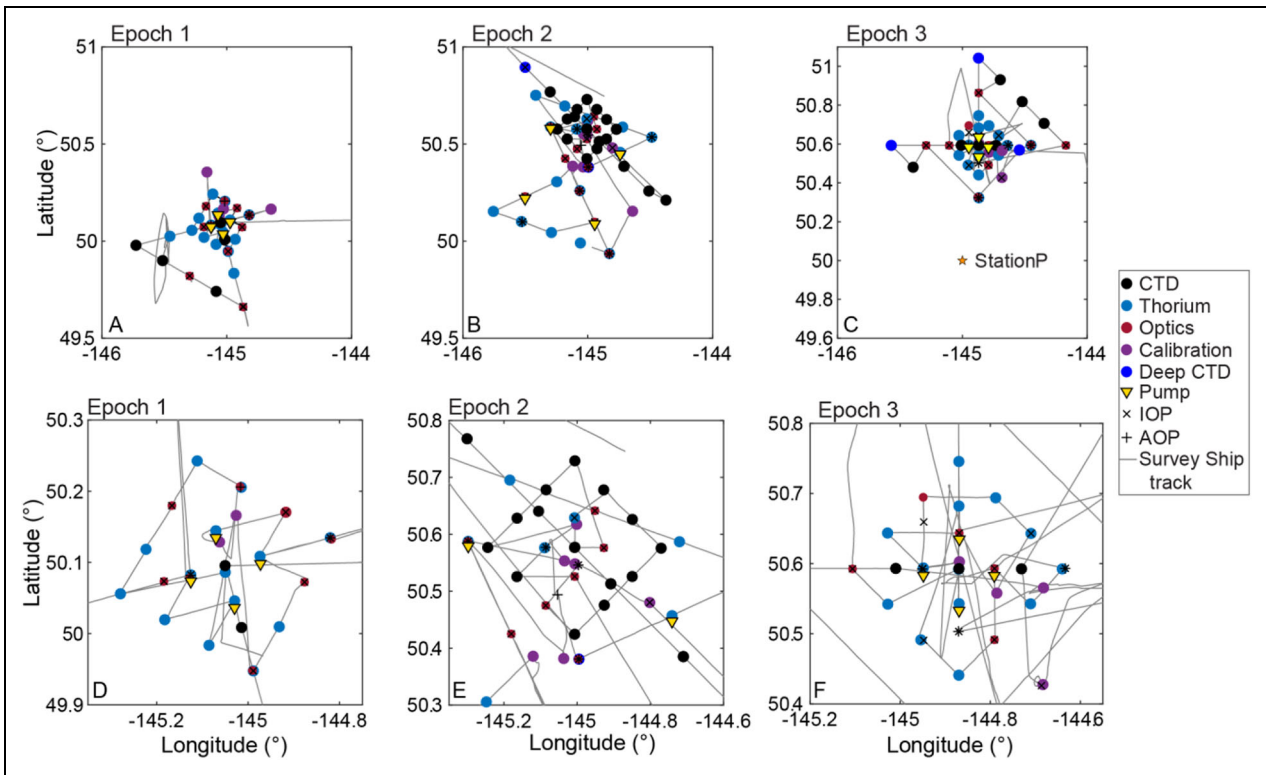 Epoch 1
Epoch 2
Epoch 3
51
50.5
50
49.5
Latitude (°)
A
-146
-145
-144
51
50.5
50
49.5
B
-146
-145
-144
51
50.8
50.6
50.4
50.2
50
49.8
49.6
StationP
C
-146
-145
-144
CTD
Thorium
Optics
Calibration
Deep CTD
Pump
IOP
AOP
Survey Ship
track
Epoch 1
Epoch 2
Epoch 3
50.3
50.2
50.1
50
49.9
Latitude (°)
D
-145.2
-145
-144.8
Longitude (°)
50.8
50.7
50.6
50.5
50.4
50.3
E
-145.2
-145
-144.8
-144.6
Longitude (°)
50.8
50.7
50.6
50.5
50.4
F
-145
-144.8
-144.6
Longitude (°)